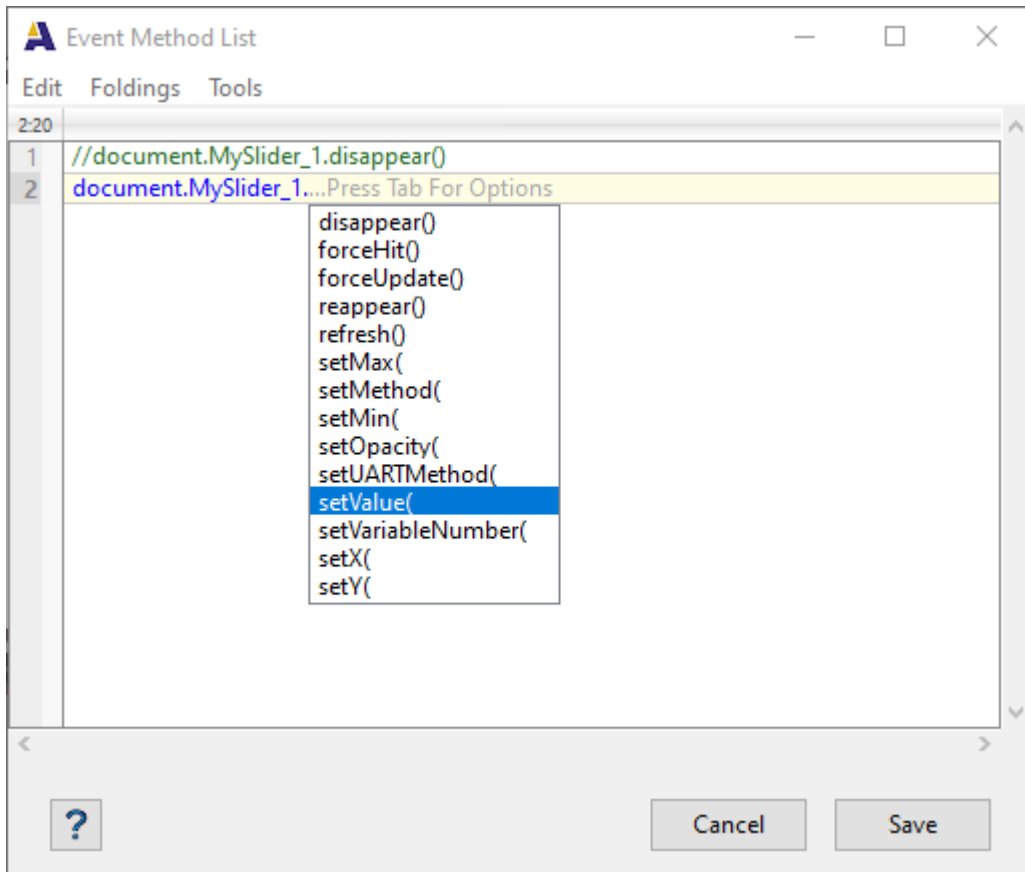 Event Method List
Edit Foldings Tools
2:20
1 //document.MySlider_1.disappear()
2 document.MySlider_1....Press Tab For Options
disappear()
forceHit()
forceUpdate()
reappear()
refresh()
setMax(
setMethod(
setMin(
setOpacity(
setUARTMethod(
setValue(
setVariableNumber(
setX(
setY(
? Cancel Save